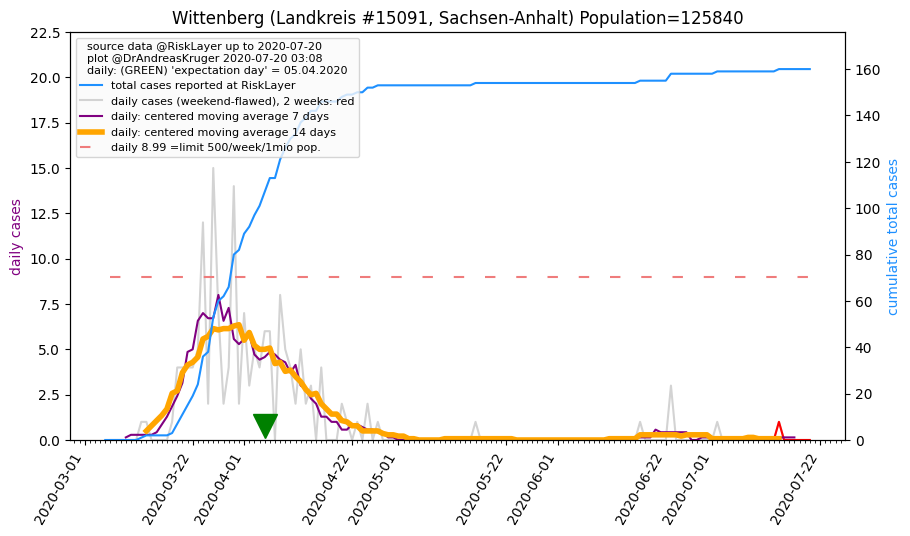 Wittenberg (Landkreis #15091, Sachsen-Anhalt) Population=125840
source data @RiskLayer up to 2020-07-20
plot @DrAndreasKruger 2020-07-20 03:08
daily: (GREEN) 'expectation day' = 05.04.2020
total cases reported at RiskLayer
daily cases (weekend-flawed), 2 weeks: red
daily: centered moving average 7 days
daily: centered moving average 14 days
daily 8.99 =limit 500/week/1mio pop.
daily cases
22.5
20.0
17.5
15.0
12.5
10.0
7.5
5.0
2.5
0.0
cumulative total cases
160
140
120
100
80
60
40
20
0
2020-03-01
2020-03-22
2020-04-01
2020-04-22
2020-05-01
2020-05-22
2020-06-01
2020-06-22
2020-07-01
2020-07-22